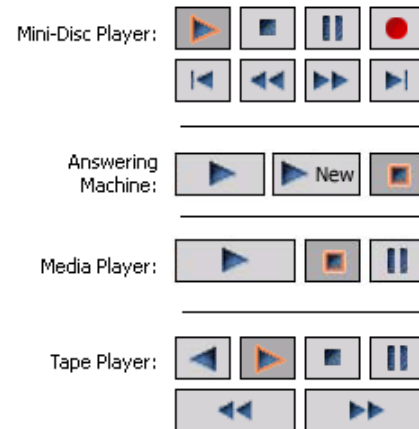 Mini-Disc Player:
Answering
Machine:
New
Media Player:
Tape Player: